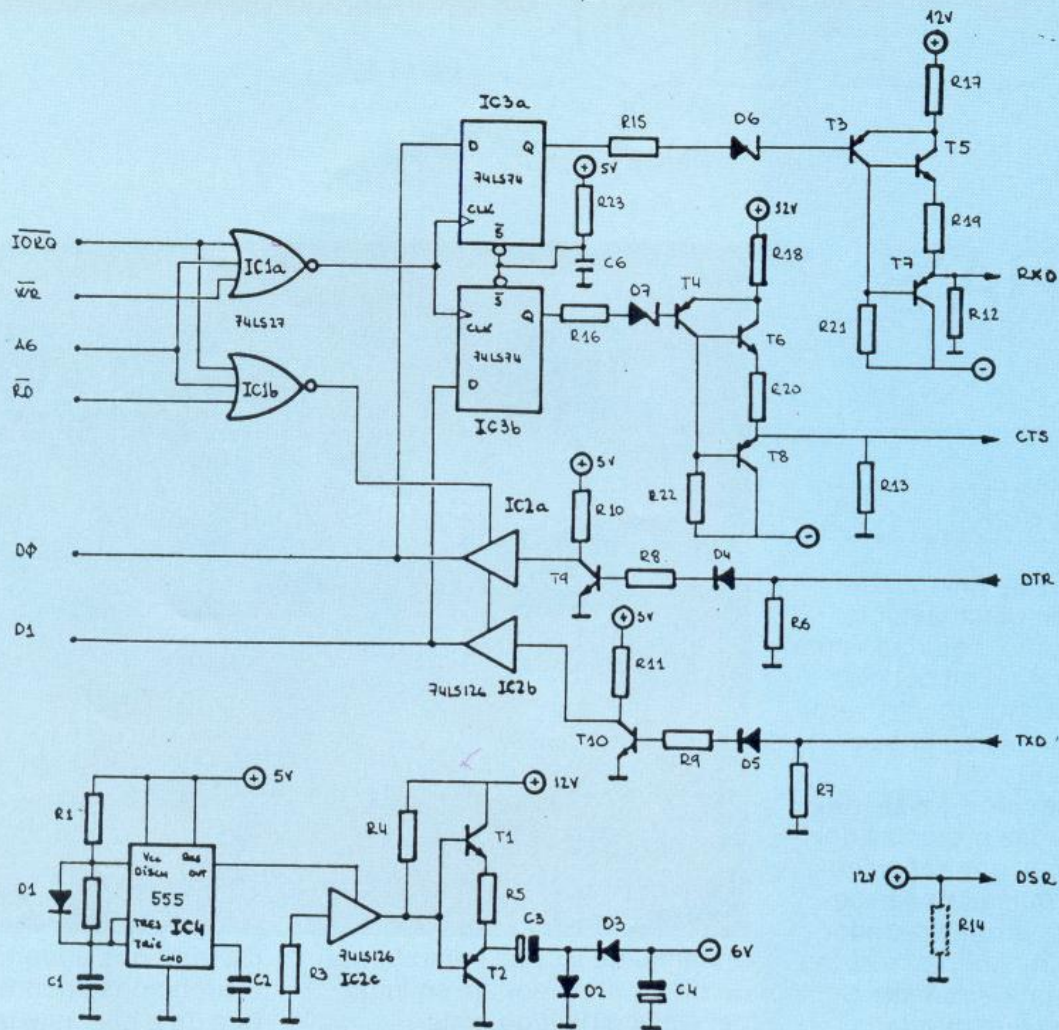 12V
R17
IC3a
D Q
R15
D6
T3
T5
74LS74
5V
R23
CLK
S̅
12V
R19
I̅O̅R̅Q̅
IC1a
R18
C6
T7
RXD
S̅
T4
W̅R̅
D7
R12
74LS27
CLK
Q
R16
T6
R21
A6
74LS74
R̅D̅
IC1b
D
R20
IC3b
CTS
T8
5V
R22
R13
IC2a
R10
DΦ
R8
D4
T9
DTR
5V
R6
D1
R11
74LS126
IC2b
T10
TXD
R9
D5
5V
12V
R7
R1
R4
T1
Vcc
RES
DISCH
OUT
12V
DSR
D1
555
R5
TRES
IC4
C3
D3
R14
TRIG
R3
74LS126
6V
GND
IC2c
T2
C1
C2
D2
C4